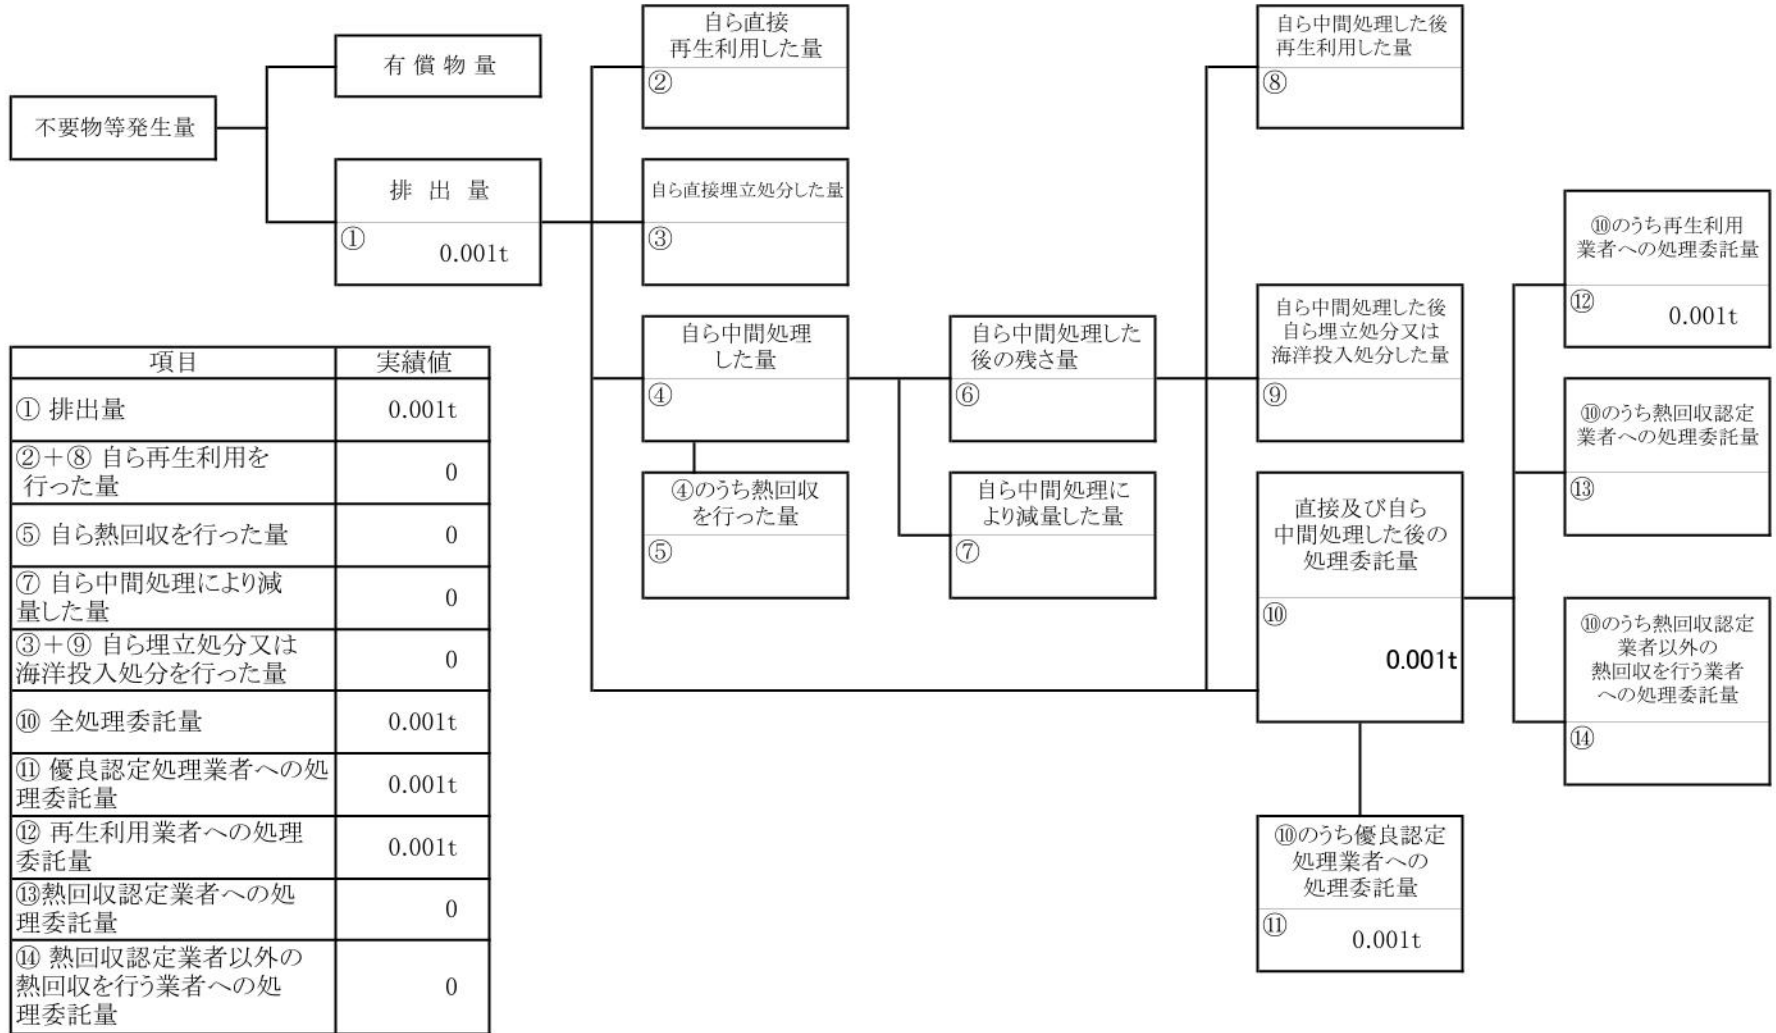 不要物等発生量
有償物量
排出量
①
0.001t
自ら直接
再生利用した量
②
自ら直接埋立処分した量
③
自ら中間処理
した量
④
④のうち熱回収
を行った量
⑤
自ら中間処理した
後の残さ量
⑥
自ら中間処理に
より減量した量
⑦
自ら中間処理した後
再生利用した量
⑧
自ら中間処理した後
自ら埋立処分又は
海洋投入処分した量
⑨
直接及び自ら
中間処理した後の
処理委託量
⑩
0.001t
⑩のうち優良認定
処理業者への
処理委託量
⑪
0.001t
⑩のうち再生利用
業者への処理委託量
⑫
0.001t
⑩のうち熱回収認定
業者への処理委託量
⑬
⑩のうち熱回収認定
業者以外の
熱回収を行う業者
への処理委託量
⑭
項目 実績値
① 排出量 0.001t
②＋⑧ 自ら再生利用を
行った量 0
⑤ 自ら熱回収を行った量 0
⑦ 自ら中間処理により減
量した量 0
③＋⑨ 自ら埋立処分又は
海洋投入処分を行った量 0
⑩ 全処理委託量 0.001t
⑪ 優良認定処理業者への処
理委託量 0.001t
⑫ 再生利用業者への処理
委託量 0.001t
⑬熱回収認定業者への処
理委託量 0
⑭ 熱回収認定業者以外の
熱回収を行う業者への処
理委託量 0